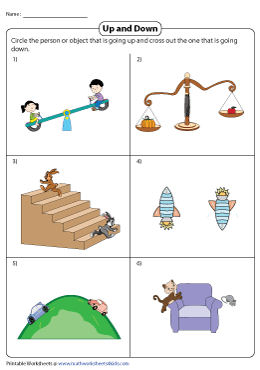 Name :
Up and Down
Circle the person or object that is going up and cross out the one that is going
down.
1)
2)
3)
4)
5)
6)
Printable Worksheets @ www.mathworksheets4kids.com